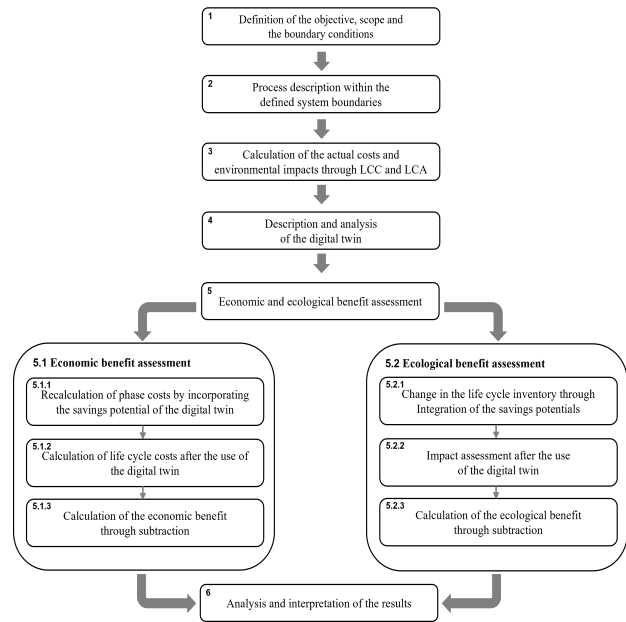 1
Definition of the objective, scope and
the boundary conditions
2
Process description within the
defined system boundaries
3
Calculation of the actual costs and
environmental impacts through LCC and LCA
4
Description and analysis
of the digital twin
5
Economic and ecological benefit assessment
5.1 Economic benefit assessment
5.1.1
Recalculation of phase costs by incorporating
the savings potential of the digital twin
5.1.2
Calculation of life cycle costs after the use of
the digital twin
5.1.3
Calculation of the economic benefit
through subtraction
5.2 Ecological benefit assessment
5.2.1
Change in the life cycle inventory through
Integration of the savings potentials
5.2.2
Impact assessment after the use
of the digital twin
5.2.3
Calculation of the ecological benefit
through subtraction
6
Analysis and interpretation of the results